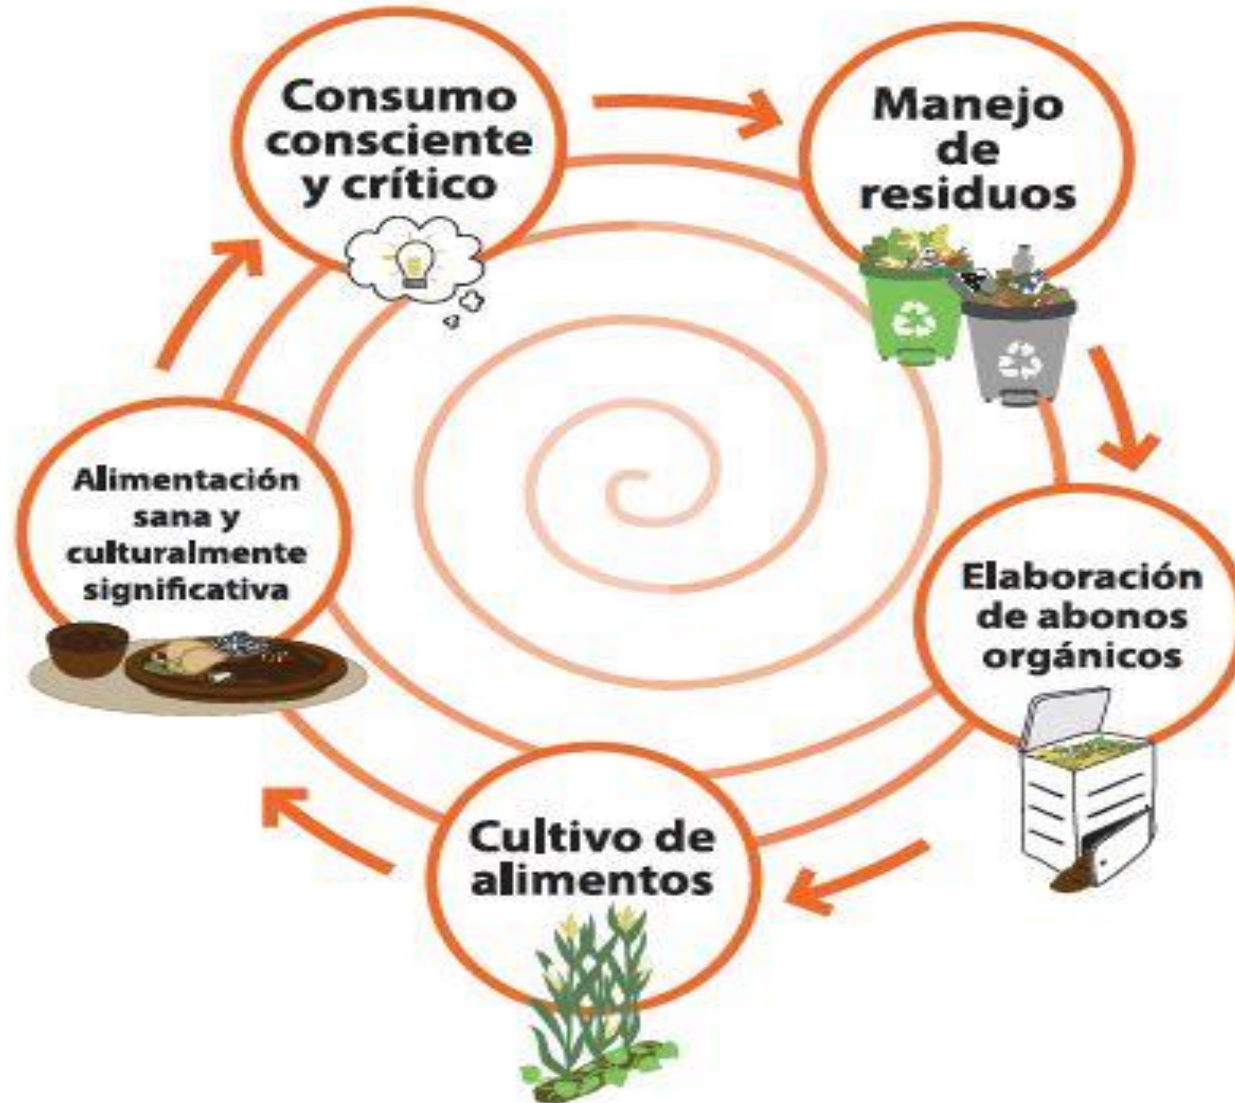 Consumo
consciente
y crítico
Manejo
de
residuos
Elaboración
de abonos
orgánicos
Cultivo de
alimentos
Alimentación
sana y
culturalmente
significativa